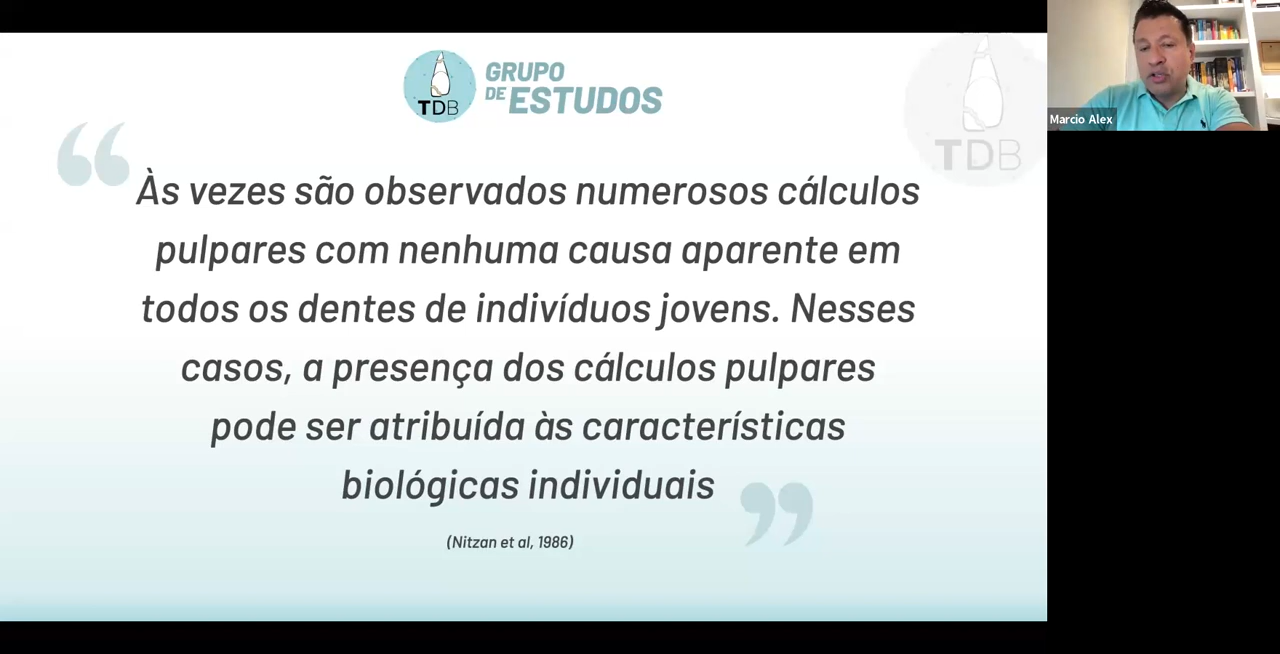 GRUPO
DE ESTUDOS
TDB
TDB
Marcio Alex
“
Às vezes são observados numerosos cálculos
pulpares com nenhuma causa aparente em
todos os dentes de indivíduos jovens. Nesses
casos, a presença dos cálculos pulpares
pode ser atribuída às características
biológicas individuais
”
(Nitzan et al, 1986)